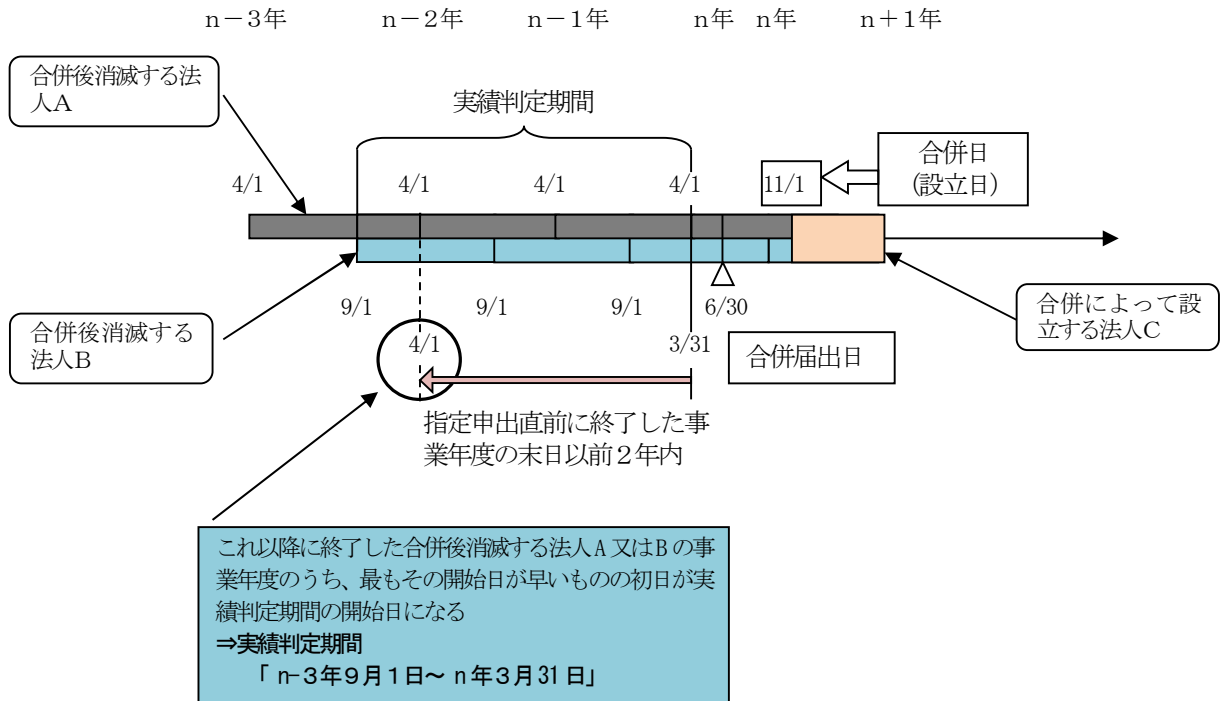 n－3年 n－2年 n－1年 n年 n年 n＋1年
合併後消滅する法
人A
実績判定期間
合併日
(設立日)
4/1 4/1 4/1 4/1 11/1
9/1 9/1 9/1 6/30
合併後消滅する
法人B
合併によって設
立する法人C
4/1 3/31 合併届出日
指定申出直前に終了した事
業年度の末日以前２年内
これ以降に終了した合併後消滅する法人A又はBの事
業年度のうち、最もその開始日が早いものの初日が実
績判定期間の開始日になる
⇒実績判定期間
「n-３年９月１日～n年３月31日」